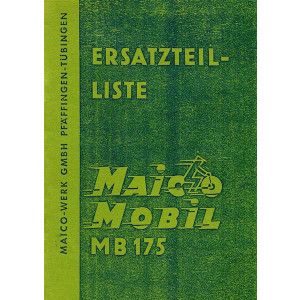 ERSATZTEIL-
LISTE
MAICO
MOBIL
MB 175
MAICO-WERK GMBH PFÄFFINGEN-TÜBINGEN